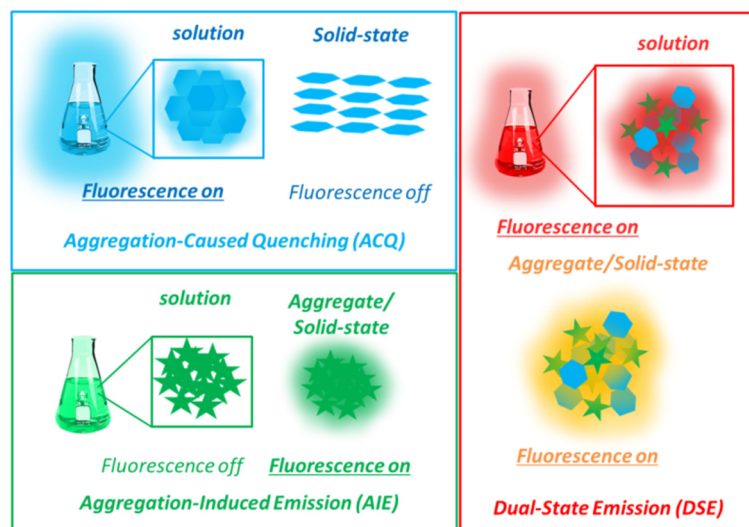 solution
Solid-state
Fluorescence on
Fluorescence off
Aggregation-Caused Quenching (ACQ)
solution
Aggregate/
Solid-state
Fluorescence off
Fluorescence on
Aggregation-Induced Emission (AIE)
solution
Fluorescence on
Aggregate/Solid-state
Fluorescence on
Dual-State Emission (DSE)